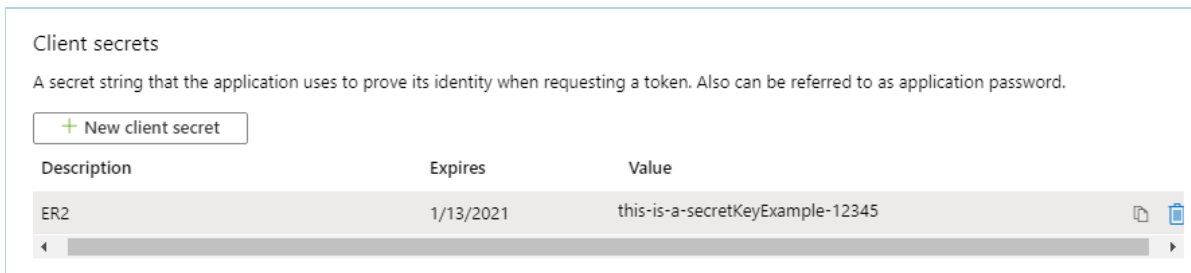 Client secrets
A secret string that the application uses to prove its identity when requesting a token. Also can be referred to as application password.
+ New client secret
Description Expires Value
ER2 1/13/2021 this-is-a-secretKeyExample-12345